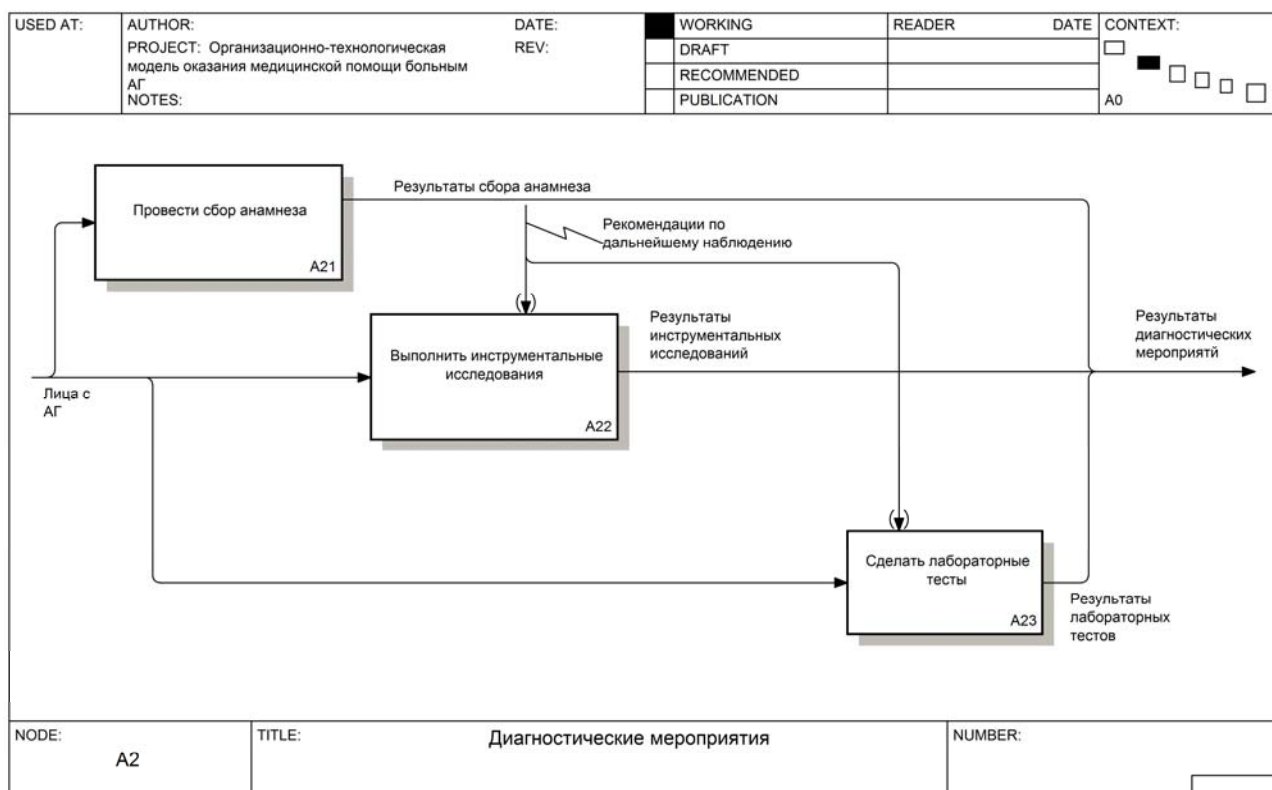 USED AT:
AUTHOR:
DATE:
PROJECT: Организационно-технологическая
модель оказания медицинской помощи больным
АГ
REV:
NOTES:
WORKING
DRAFT
RECOMMENDED
PUBLICATION
READER
DATE
CONTEXT:
A0
Провести сбор анамнеза
A21
Результаты сбора анамнеза
Рекомендации по
дальнейшему наблюдению
Выполнить инструментальные
исследования
A22
Результаты
инструментальных
исследований
Результаты
диагностических
мероприятй
Лица с
АГ
Сделать лабораторные
тесты
A23
Результаты
лабораторных
тестов
NODE:
A2
TITLE:
Диагностические мероприятия
NUMBER: